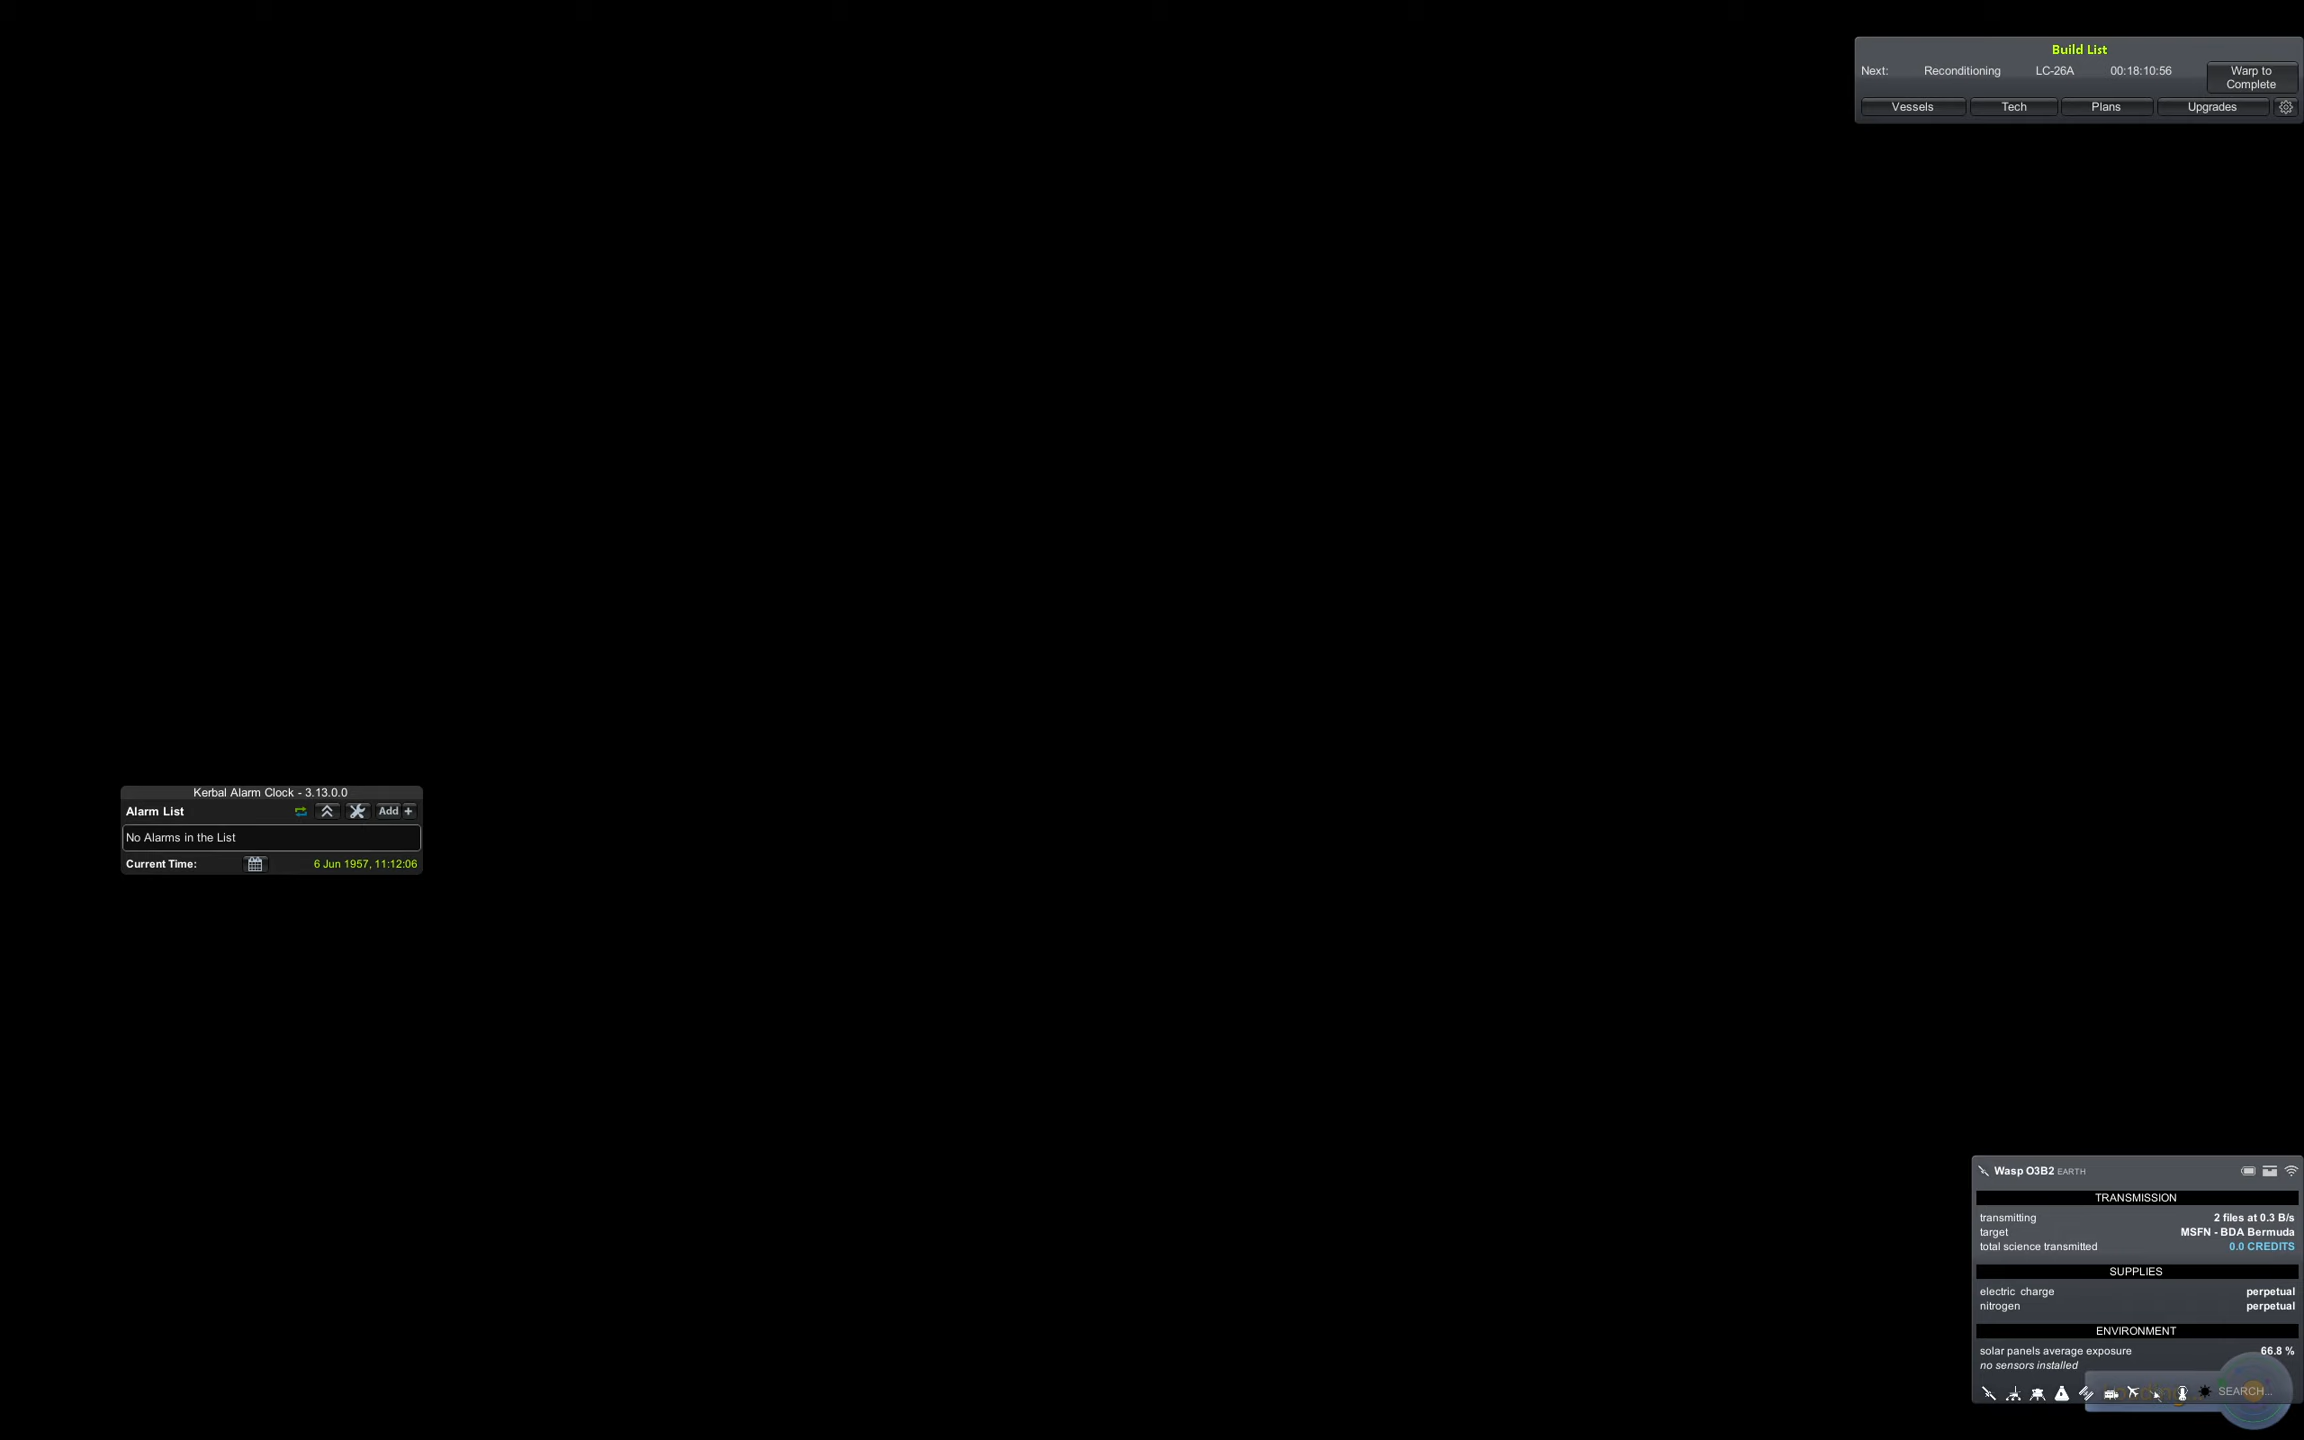 Build List
Next: Reconditioning LC-26A 00:18:10:56 Warp to Complete
Vessels Tech Plans Upgrades
Kerbal Alarm Clock - 3.13.0.0
Alarm List Add +
No Alarms in the List
Current Time: 6 Jun 1957, 11:12:06
Wasp O3B2 EARTH
TRANSMISSION
transmitting 2 files at 0.3 B/s
target MSFN - BDA Bermuda
total science transmitted 0.0 CREDITS
SUPPLIES
electric charge perpetual
nitrogen perpetual
ENVIRONMENT
solar panels average exposure 66.8 %
no sensors installed
SEARCH...